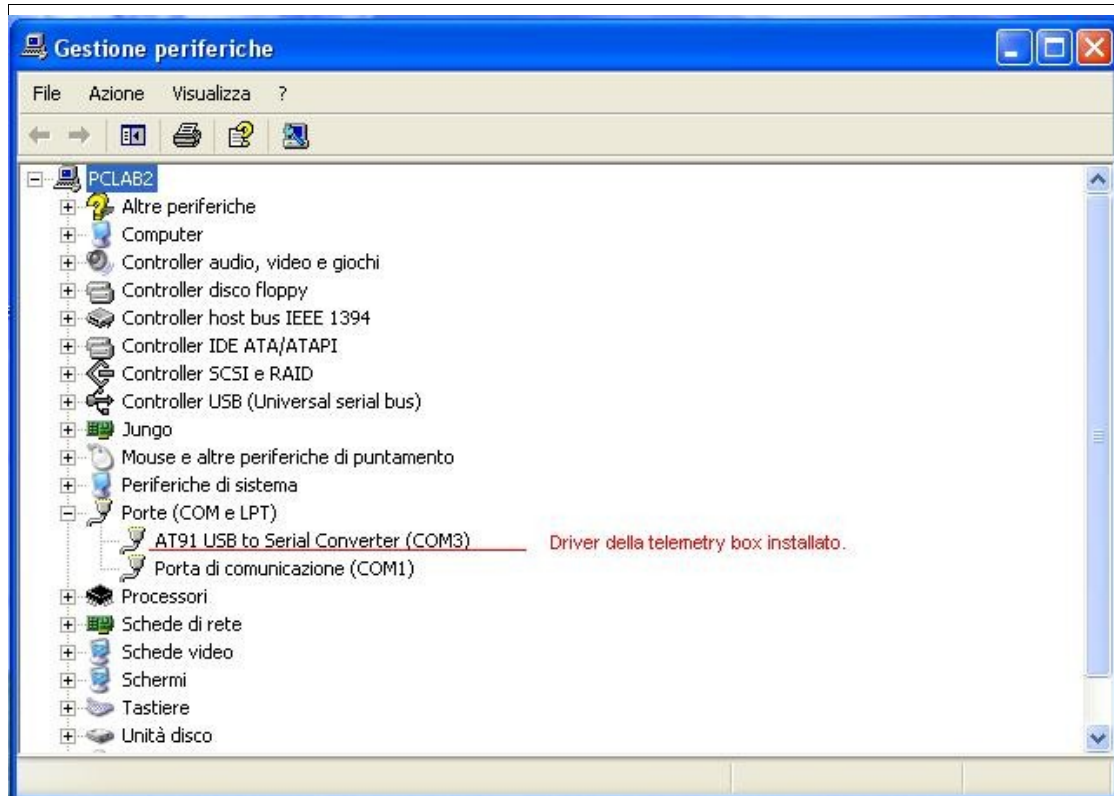 Gestione periferiche
File Azione Visualizza ?
PCLAB2
Altre periferiche
Computer
Controller audio, video e giochi
Controller disco floppy
Controller host bus IEEE 1394
Controller IDE ATA/ATAPI
Controller SCSI e RAID
Controller USB (Universal serial bus)
Jungo
Mouse e altre periferiche di puntamento
Periferiche di sistema
Porte (COM e LPT)
AT91 USB to Serial Converter (COM3) Driver della telemetry box installato.
Porta di comunicazione (COM1)
Processori
Schede di rete
Schede video
Schermi
Tastiere
Unità disco